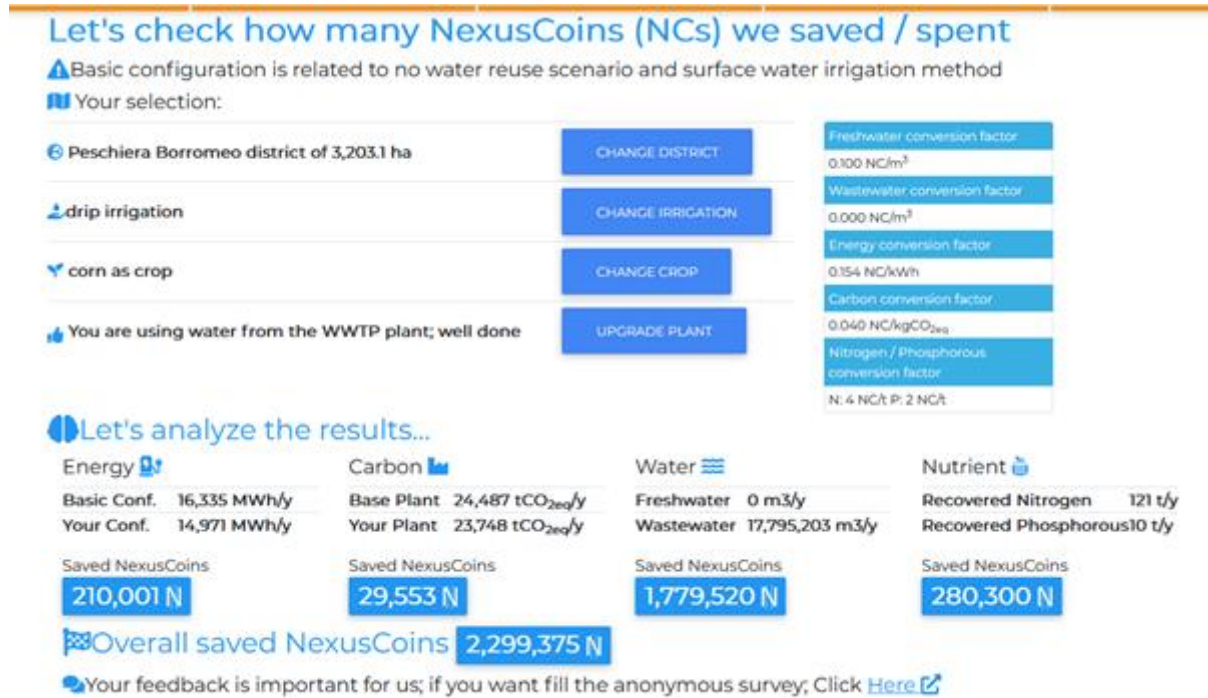 Let's check how many NexusCoins (NCs) we saved / spent
Basic configuration is related to no water reuse scenario and surface water irrigation method
Your selection:
Peschiera Borromeo district of 3,203.1 ha
CHANGE DISTRICT
drip irrigation
CHANGE IRRIGATION
corn as crop
CHANGE CROP
You are using water from the WWTP plant; well done
UPGRADE PLANT
Freshwater conversion factor
0.100 NC/m³
Wastewater conversion factor
0.000 NC/m³
Energy conversion factor
0.154 NC/kWh
Carbon conversion factor
0.040 NC/kgCO₂eq
Nitrogen / Phosphorous
conversion factor
N: 4 NC/t P: 2 NC/t
Let's analyze the results...
Energy
Basic Conf. 16,335 MWh/y
Your Conf. 14,971 MWh/y
Saved NexusCoins
210,001 N
Carbon
Base Plant 24,487 tCO₂eq/y
Your Plant 23,748 tCO₂eq/y
Saved NexusCoins
29,553 N
Water
Freshwater 0 m3/y
Wastewater 17,795,203 m3/y
Saved NexusCoins
1,779,520 N
Nutrient
Recovered Nitrogen 121 t/y
Recovered Phosphorous10 t/y
Saved NexusCoins
280,300 N
Overall saved NexusCoins 2,299,375 N
Your feedback is important for us; if you want fill the anonymous survey; Click Here